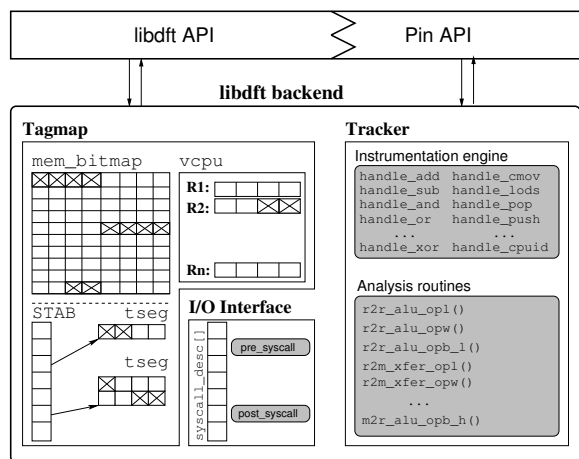 libdft API
Pin API
libdft backend
Tagmap
mem_bitmap
vcpu
R1:
R2:
Rn:
STAB
tseg
tseg
I/O Interface
syscall_desc[]
pre_syscall
post_syscall
Tracker
Instrumentation engine
handle_add handle_cmov
handle_sub handle_lods
handle_and handle_pop
handle_or handle_push
... ...
handle_xor handle_cpuid
Analysis routines
r2r_alu_opl()
r2r_alu_opw()
r2r_alu_opb_l()
r2m_xfer_opl()
r2m_xfer_opw()
...
m2r_alu_opb_h()